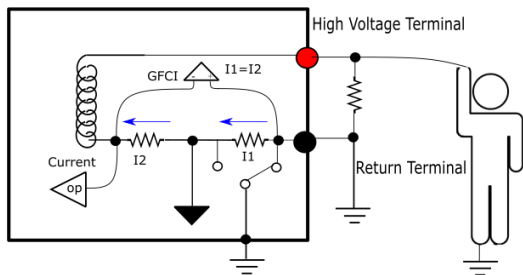 High Voltage Terminal
GFCI
I1=I2
- +
Current
I2
I1
Return Terminal
op